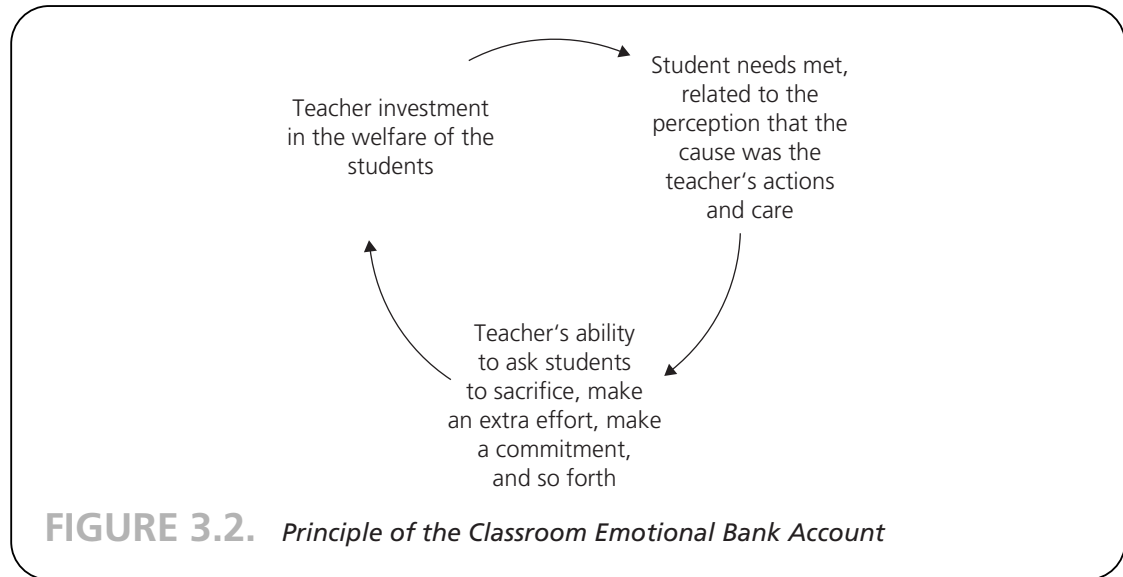 Teacher investment
in the welfare of the
students
Student needs met,
related to the
perception that the
cause was the
teacher‘s actions
and care
Teacher‘s ability
to ask students
to sacrifice, make
an extra effort, make
a commitment,
and so forth
FIGURE 3.2. Principle of the Classroom Emotional Bank Account